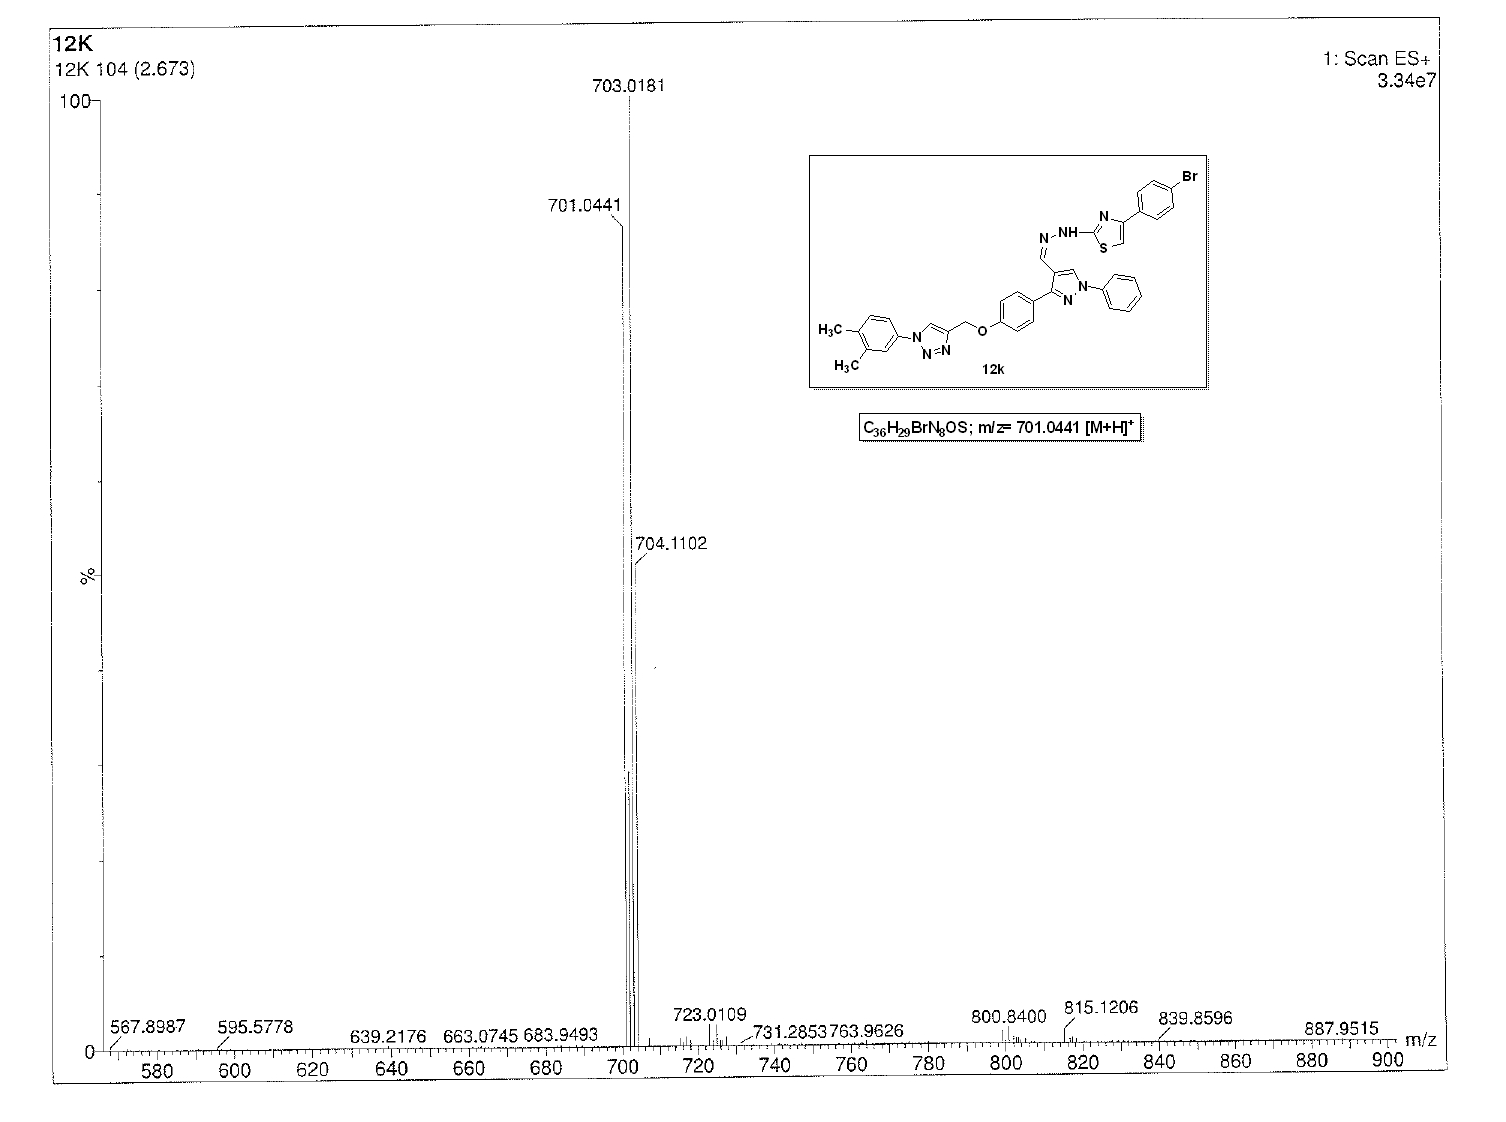 12K
12K 104 (2.673)
1: Scan ES+
3.34e7
100
703.0181
701.0441
704.1102
Br
N
N
NH
S
N
N
O
H₃C
N
N=N
H₃C
12k
C₃₆H₂₉BrN₈OS; m/z= 701.0441 [M+H]⁺
%
567.8987 595.5778 639.2176 663.0745 683.9493 723.0109 731.2853 763.9626 800.8400 815.1206 839.8596 887.9515
0
m/z
580 600 620 640 660 680 700 720 740 760 780 800 820 840 860 880 900